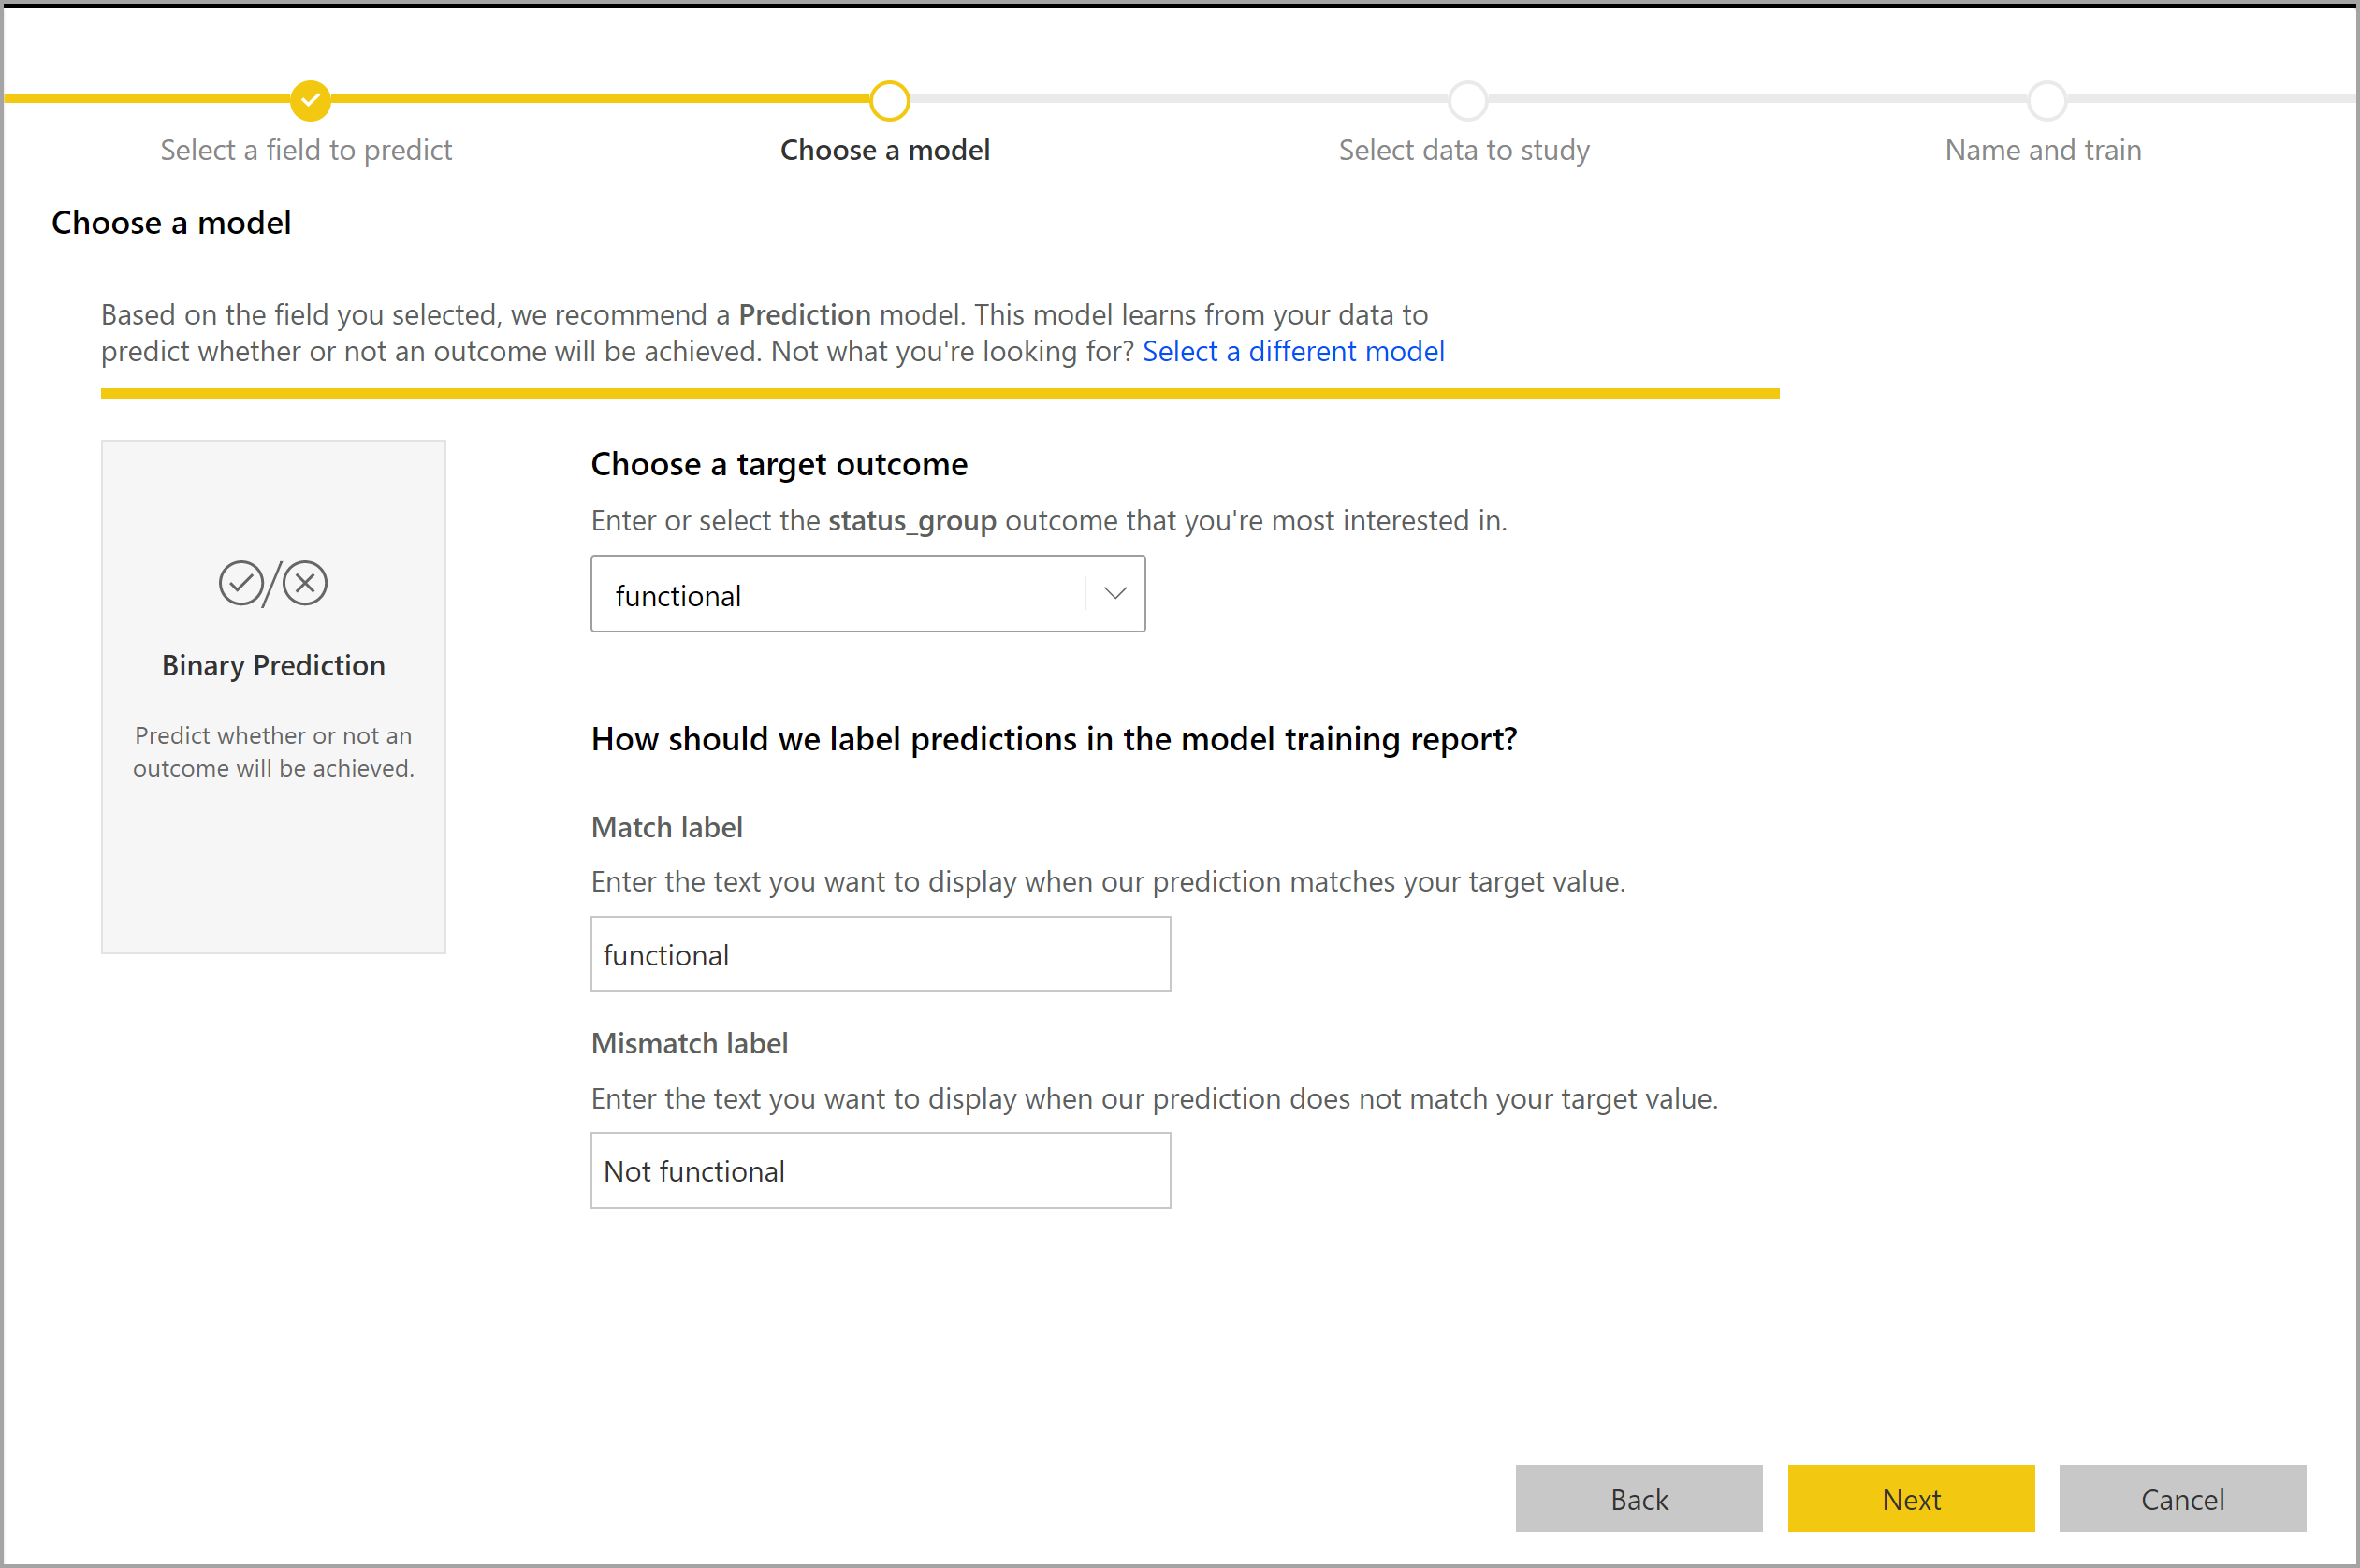 Select a field to predict
Choose a model
Select data to study
Name and train
Choose a model
Based on the field you selected, we recommend a Prediction model. This model learns from your data to
predict whether or not an outcome will be achieved. Not what you're looking for? Select a different model
Binary Prediction
Predict whether or not an
outcome will be achieved.
Choose a target outcome
Enter or select the status_group outcome that you're most interested in.
functional
How should we label predictions in the model training report?
Match label
Enter the text you want to display when our prediction matches your target value.
functional
Mismatch label
Enter the text you want to display when our prediction does not match your target value.
Not functional
Back
Next
Cancel